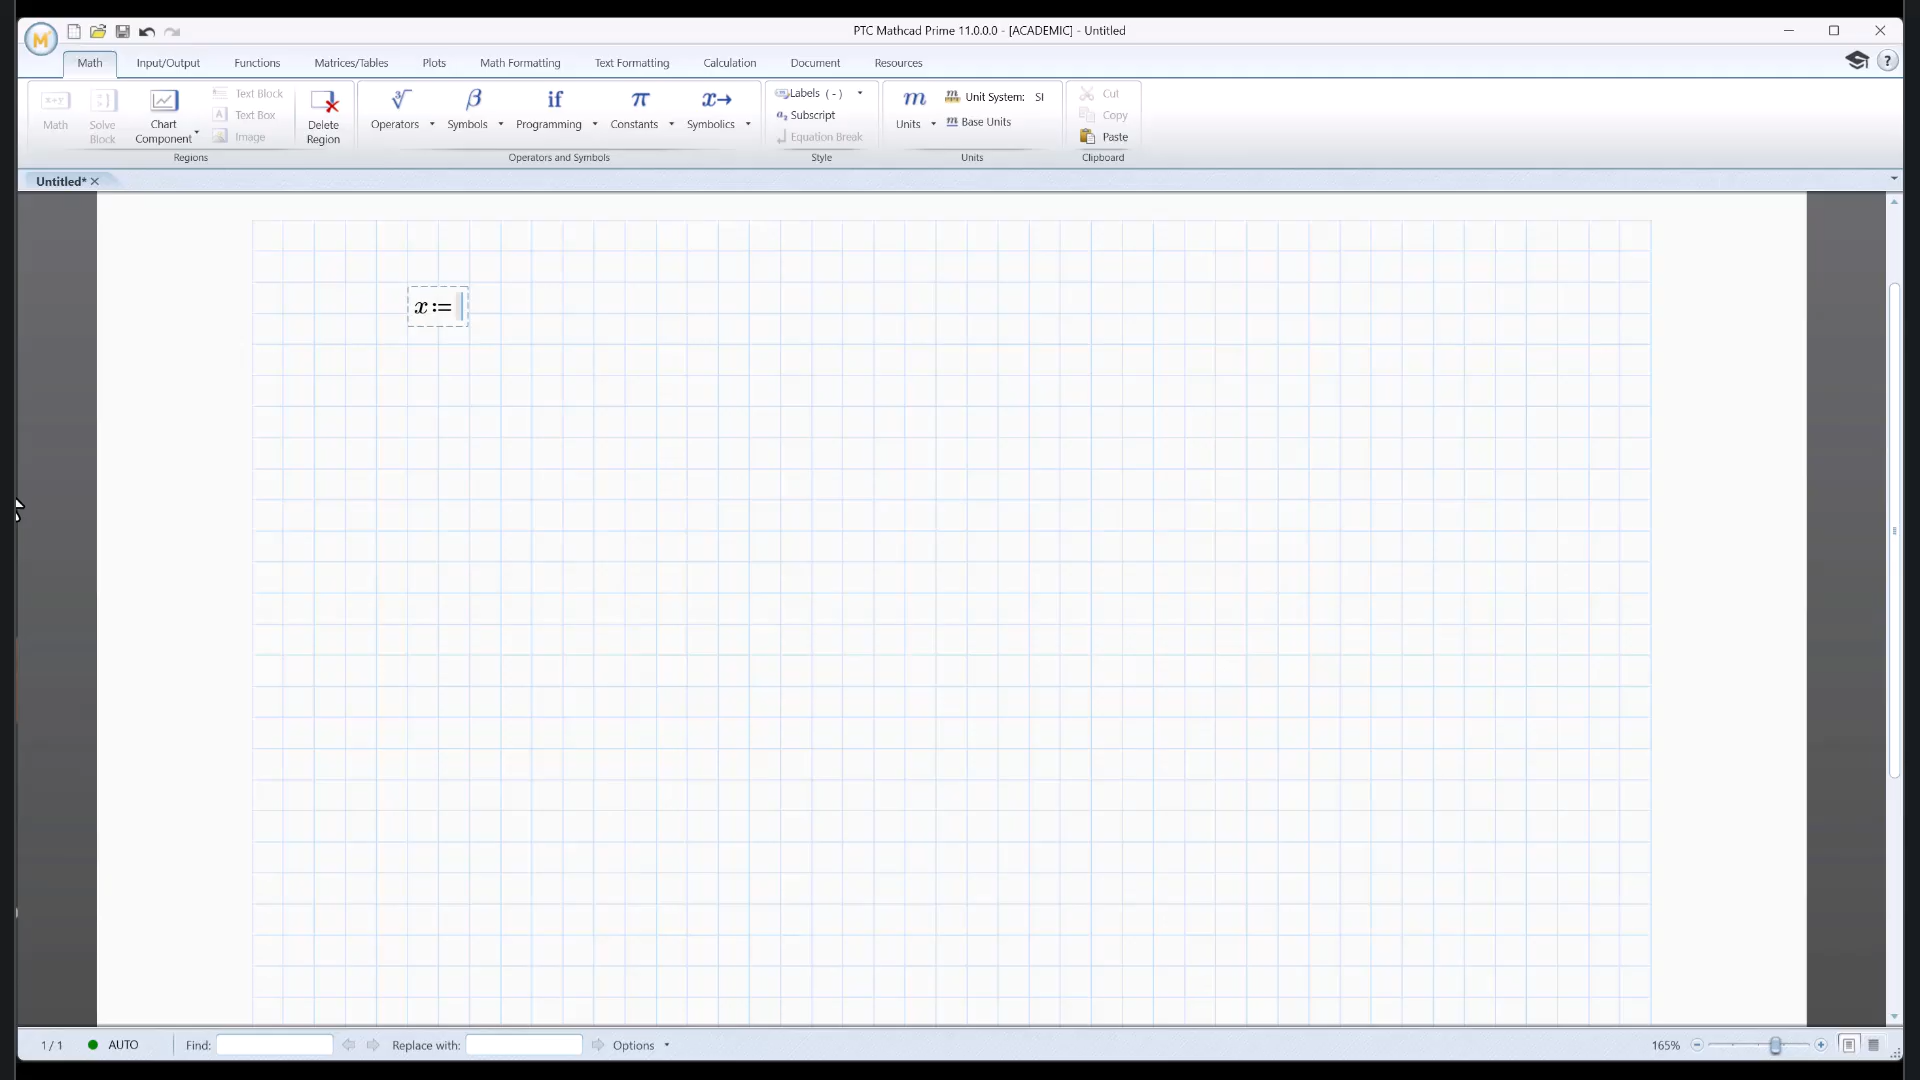 PTC Mathcad Prime 11.0.0.0 - [ACADEMIC] - Untitled
Math Input/Output Functions Matrices/Tables Plots Math Formatting Text Formatting Calculation Document Resources
Math
Solve Block
Chart Component
Text Block
Text Box
Image
Delete Region
Regions
Operators
Symbols
if
Programming
π
Constants
x→
Symbolics
β
Operators and Symbols
Labels ( - )
Subscript
Equation Break
Style
m
Units
Unit System: SI
Base Units
Units
Cut
Copy
Paste
Clipboard
Untitled*
x :=
1 / 1 AUTO Find: Replace with: Options 165%